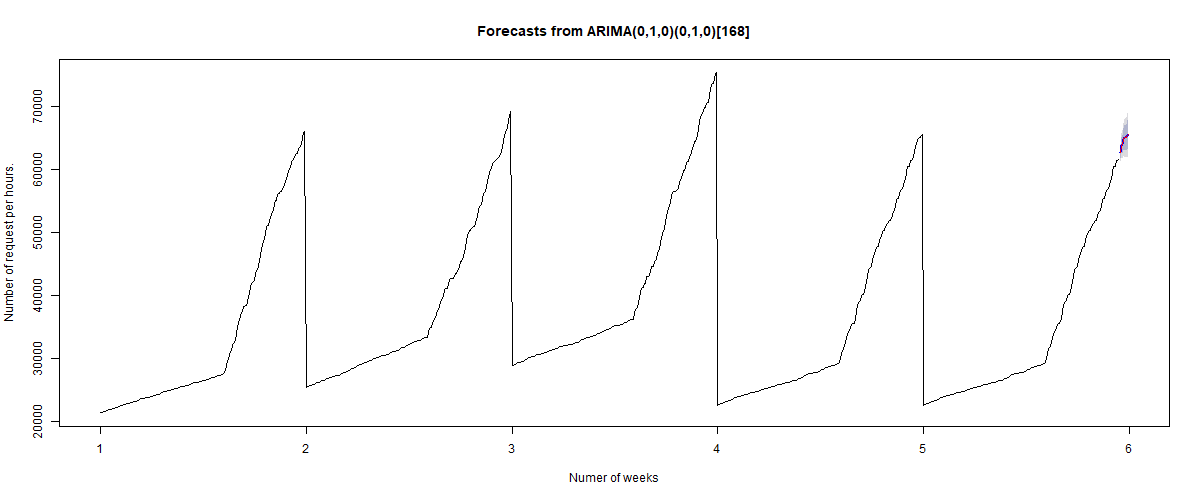 Forecasts from ARIMA(0,1,0)(0,1,0)[168]
Number of request per hours.
70000
60000
50000
40000
30000
20000
1 2 3 4 5 6
Numer of weeks